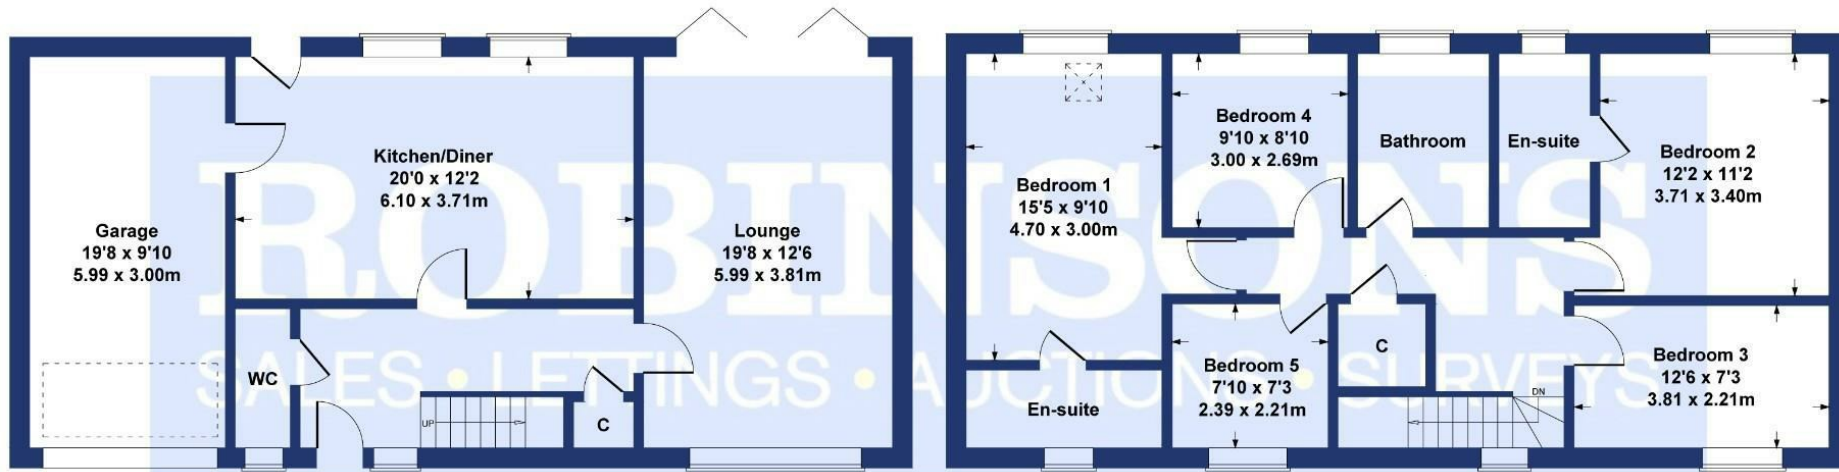 Kitchen/Diner
20'0 x 12'2
6.10 x 3.71m
Garage
19'8 x 9'10
5.99 x 3.00m
Lounge
19'8 x 12'6
5.99 x 3.81m
WC
UP
C
Bedroom 1
15'5 x 9'10
4.70 x 3.00m
Bedroom 4
9'10 x 8'10
3.00 x 2.69m
Bathroom
En-suite
Bedroom 2
12'2 x 11'2
3.71 x 3.40m
Bedroom 5
7'10 x 7'3
2.39 x 2.21m
C
Bedroom 3
12'6 x 7'3
3.81 x 2.21m
En-suite
DN
ROBINSONS
SALES • LETTINGS • AUCTIONS • SURVEYS